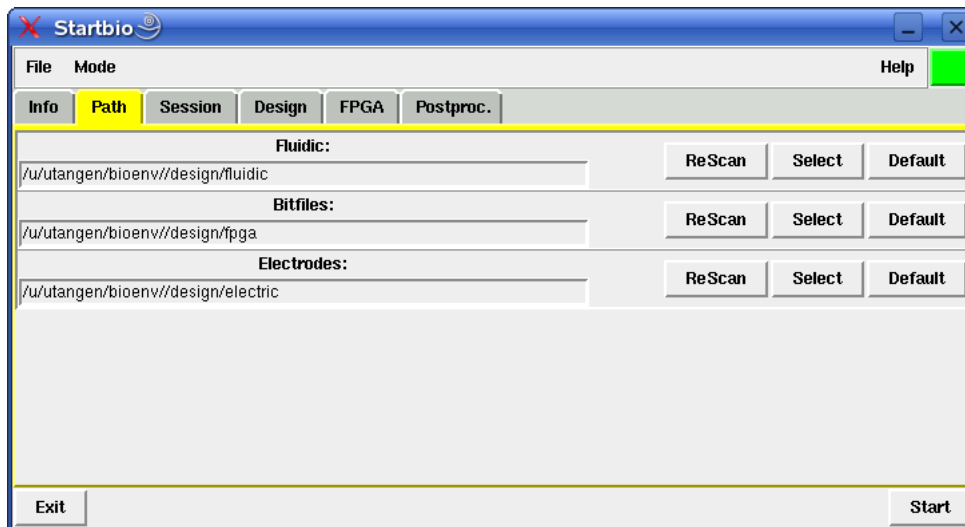 Startbio
File Mode Help
Info Path Session Design FPGA Postproc.
Fluidic:
/u/utangen/bioenv//design/fluidic
ReScan Select Default
Bitfiles:
/u/utangen/bioenv//design/fpga
ReScan Select Default
Electrodes:
/u/utangen/bioenv//design/electric
ReScan Select Default
Exit Start